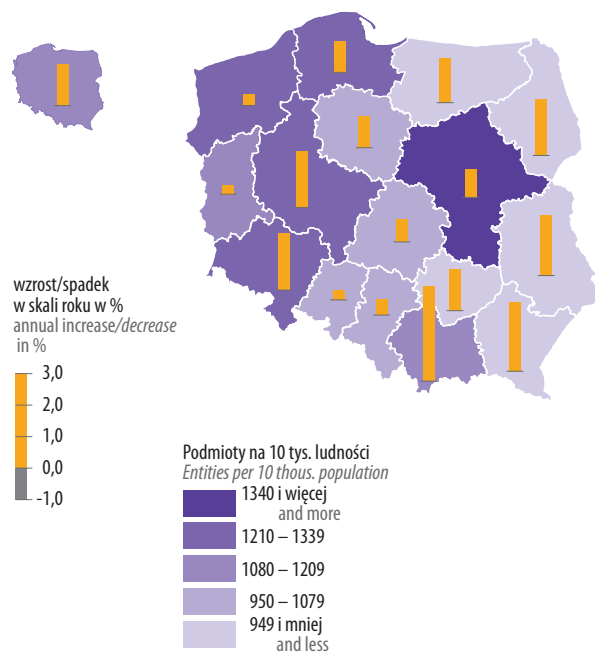 wzrost/spadek
w skali roku w %
annual increase/decrease
in %
3,0
2,0
1,0
0,0
-1,0
Podmioty na 10 tys. ludności
Entities per 10 thous. population
1340 i więcej
and more
1210 – 1339
1080 – 1209
950 – 1079
949 i mniej
and less